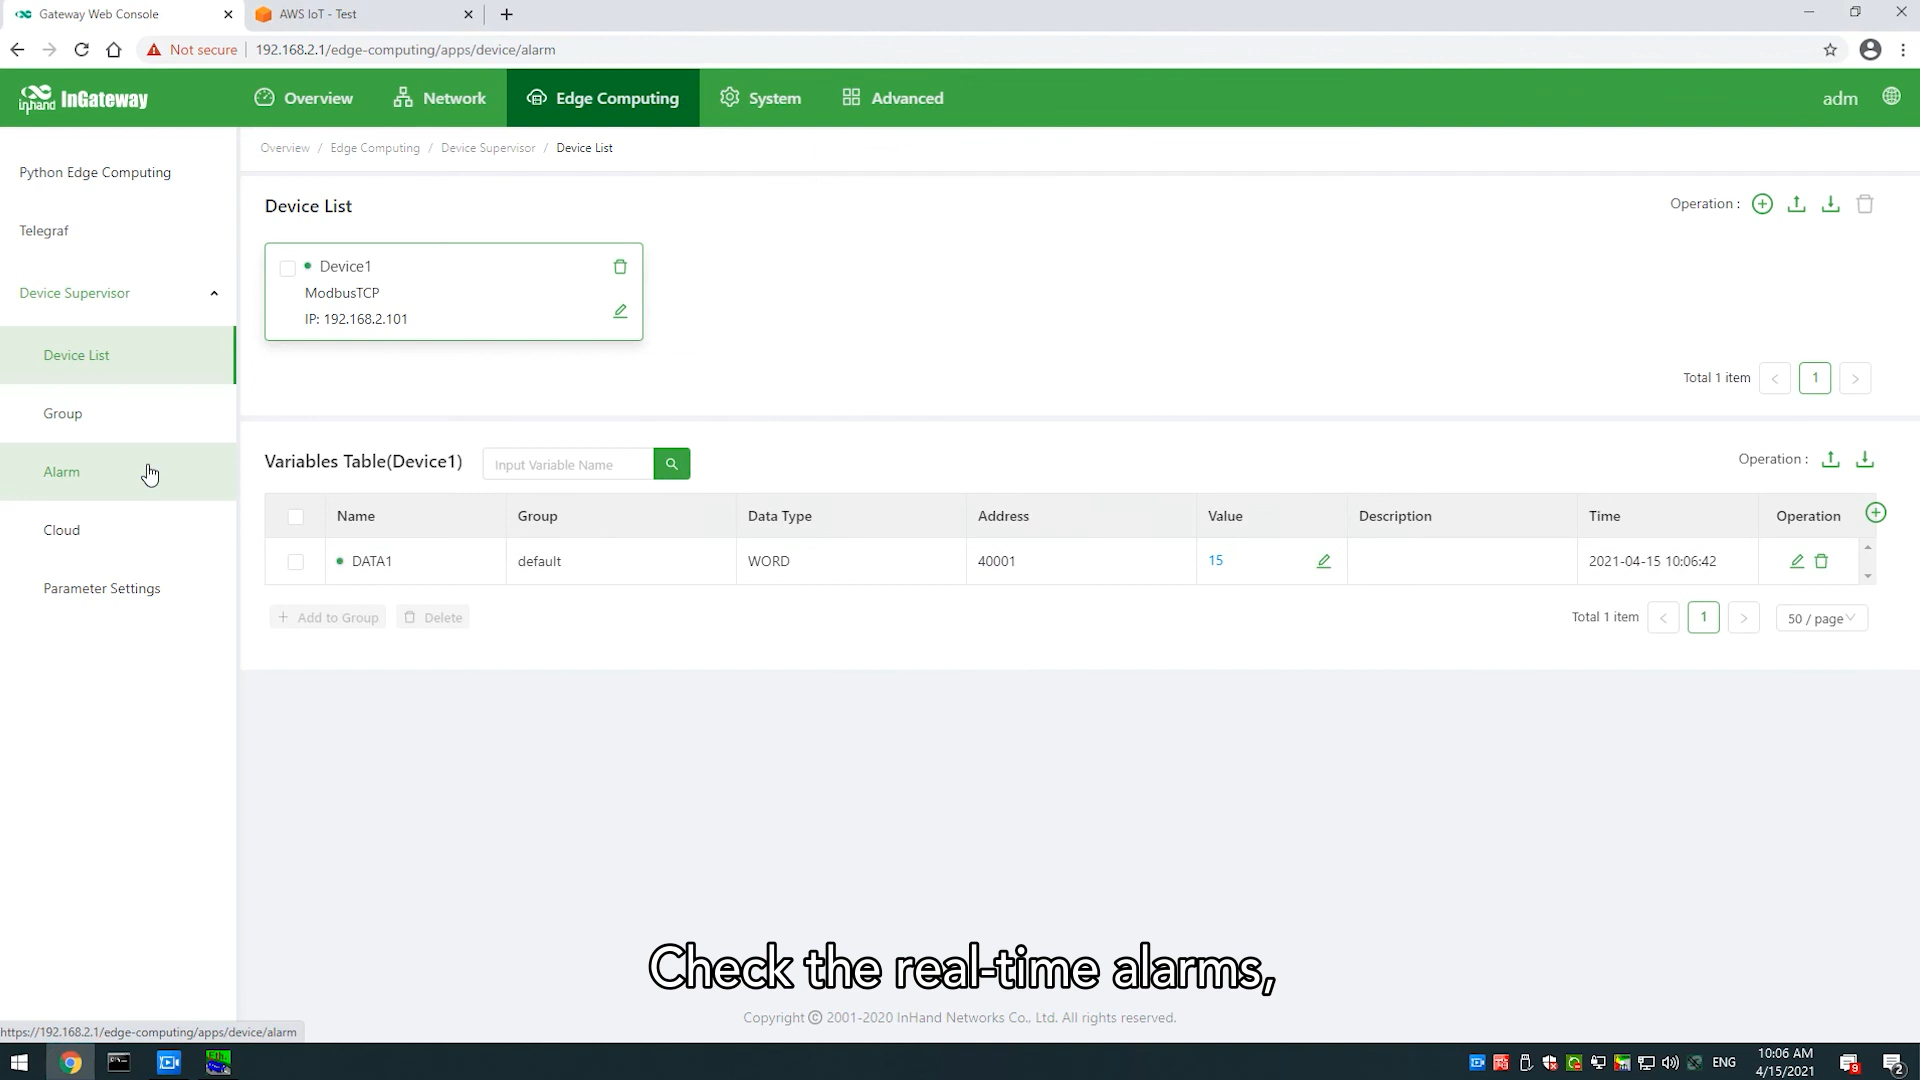 Gateway Web Console
AWS IoT - Test
Not secure
192.168.2.1/edge-computing/apps/device/alarm
inhand InGateway
Overview
Network
Edge Computing
System
Advanced
adm
Python Edge Computing
Telegraf
Device Supervisor
Device List
Group
Alarm
Cloud
Parameter Settings
Overview / Edge Computing / Device Supervisor / Device List
Device List
Operation :
Device1
ModbusTCP
IP: 192.168.2.101
Total 1 item < 1 >
Variables Table(Device1)
Input Variable Name
Operation :
Name Group Data Type Address Value Description Time Operation
DATA1 default WORD 40001 15 2021-04-15 10:06:42
+ Add to Group
Delete
Total 1 item < 1 > 50 / page
Check the real-time alarms,
Copyright © 2001-2020 InHand Networks Co., Ltd. All rights reserved.
https://192.168.2.1/edge-computing/apps/device/alarm
ENG
10:06 AM
4/15/2021
9
2